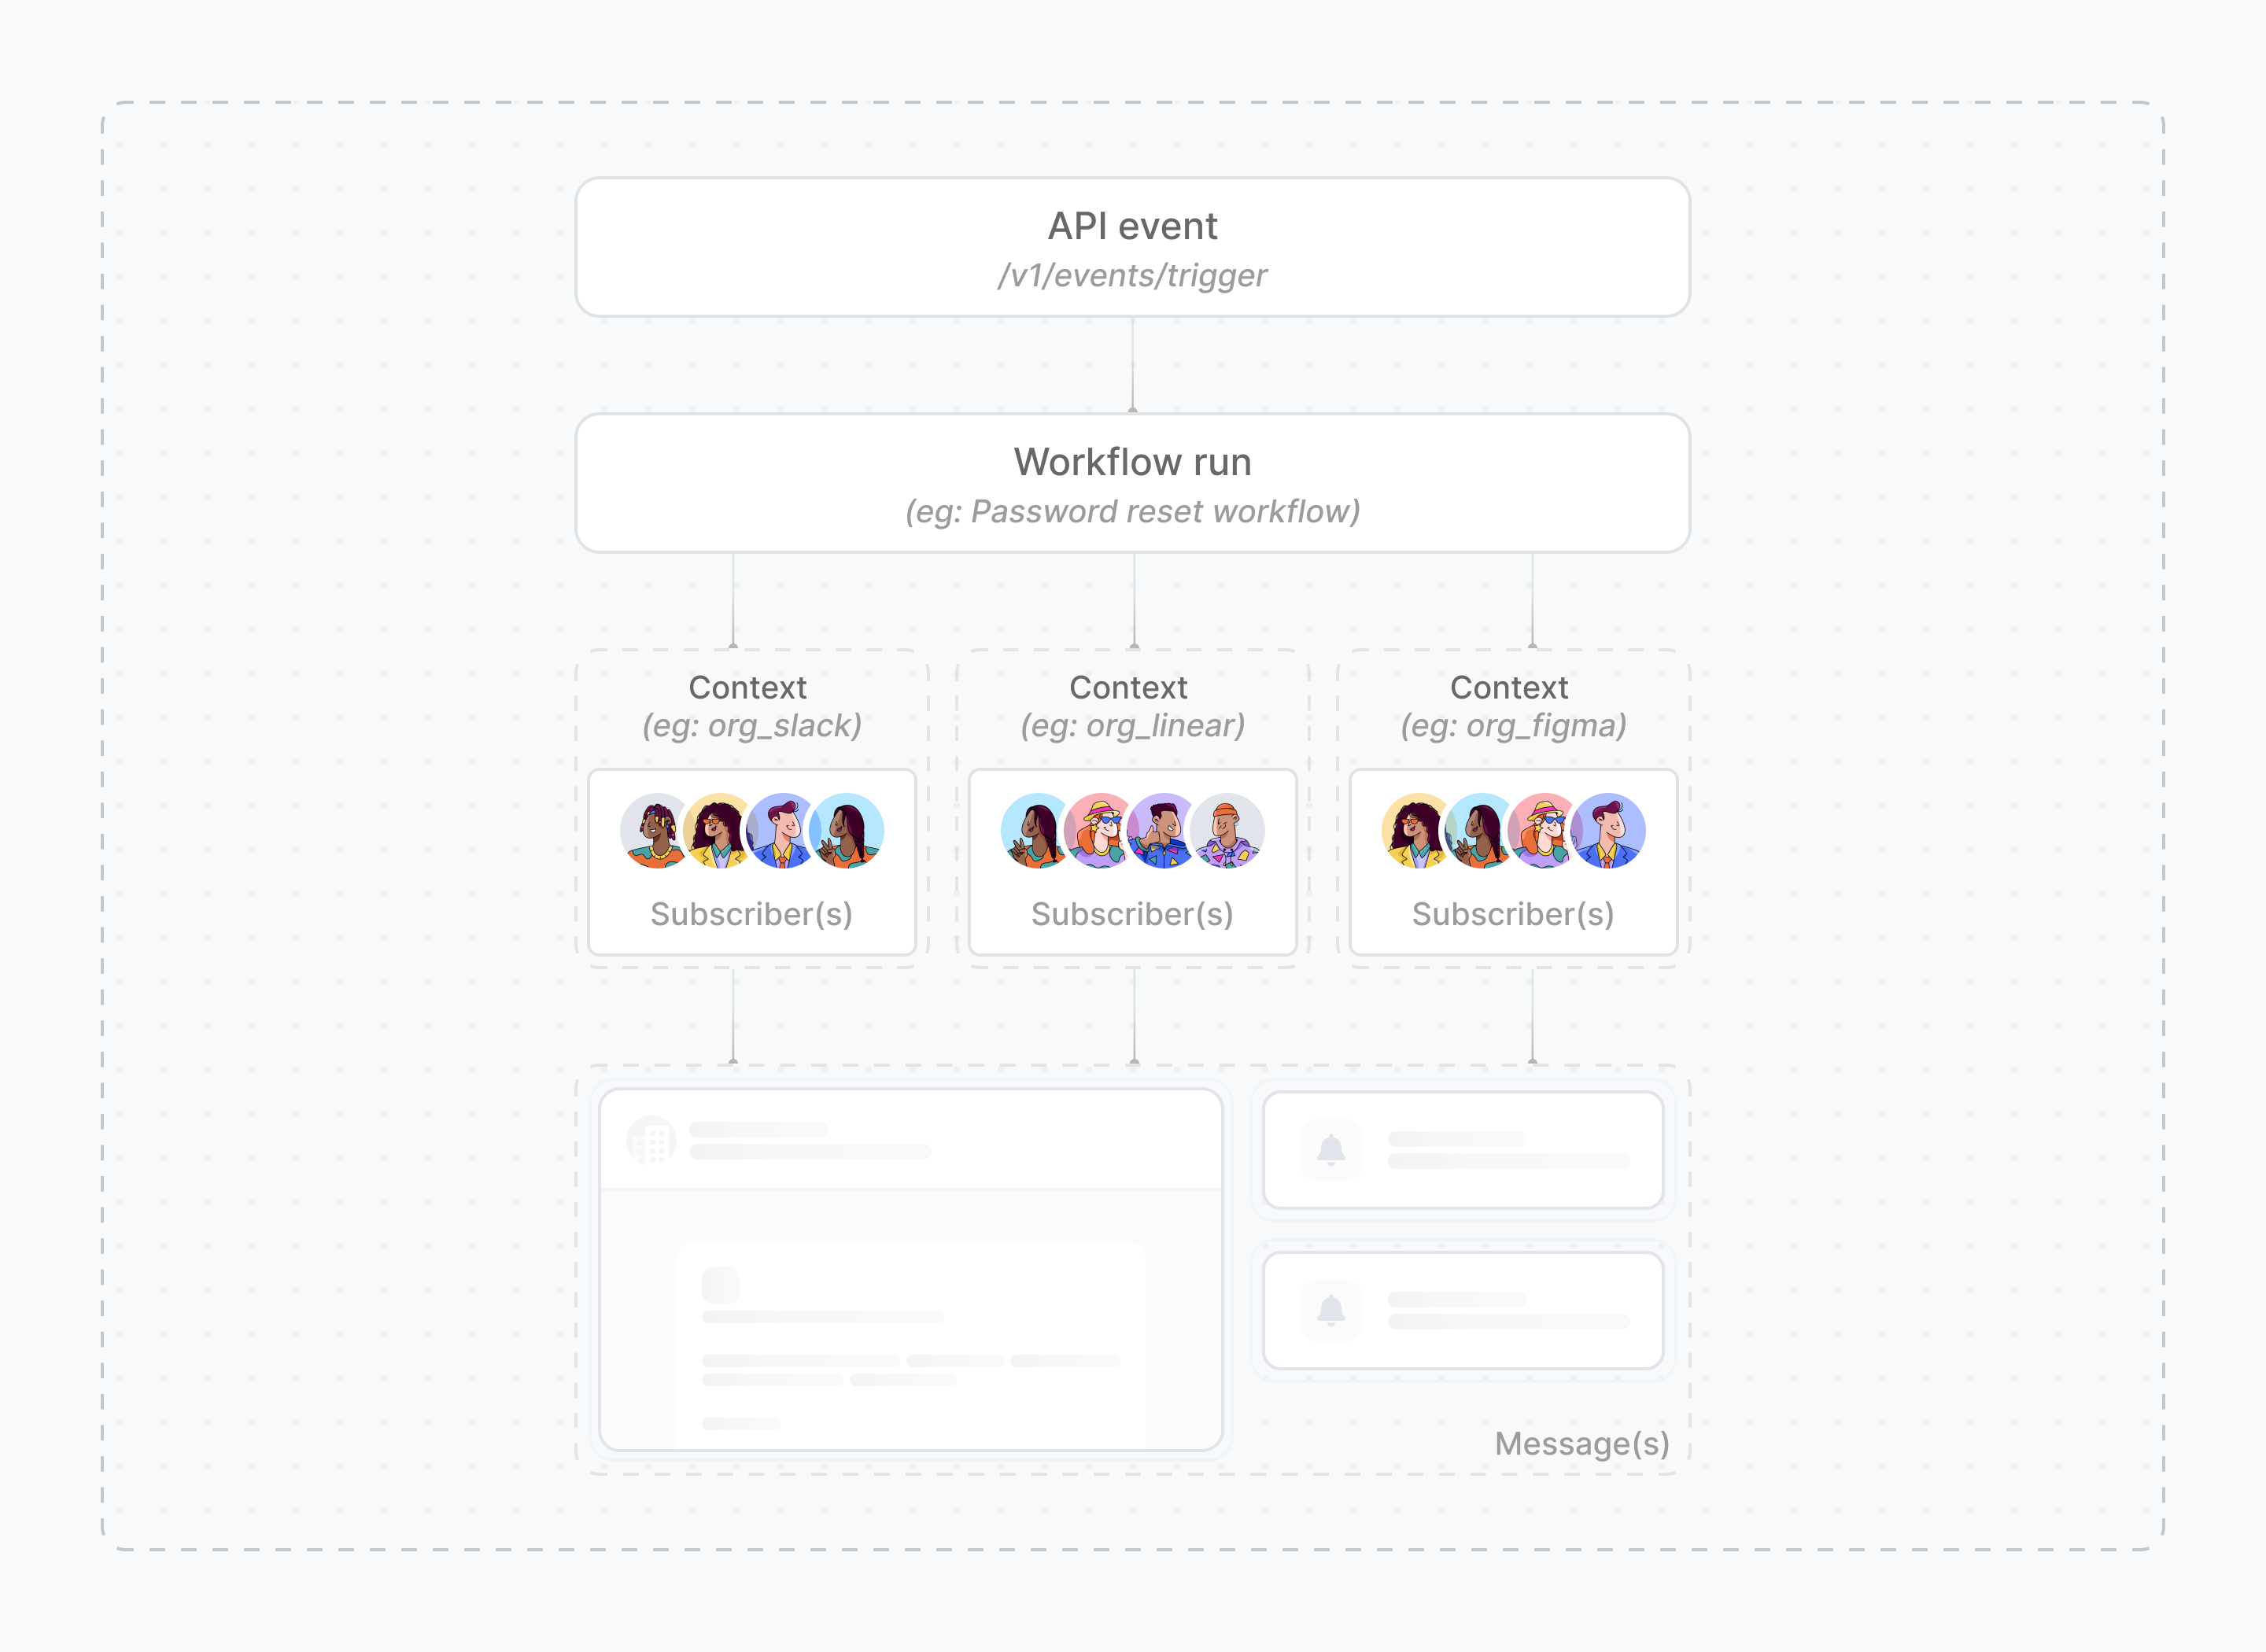 API event
/v1/events/trigger
Workflow run
(eg: Password reset workflow)
Context
(eg: org_slack)
Subscriber(s)
Context
(eg: org_linear)
Subscriber(s)
Context
(eg: org_figma)
Subscriber(s)
Message(s)